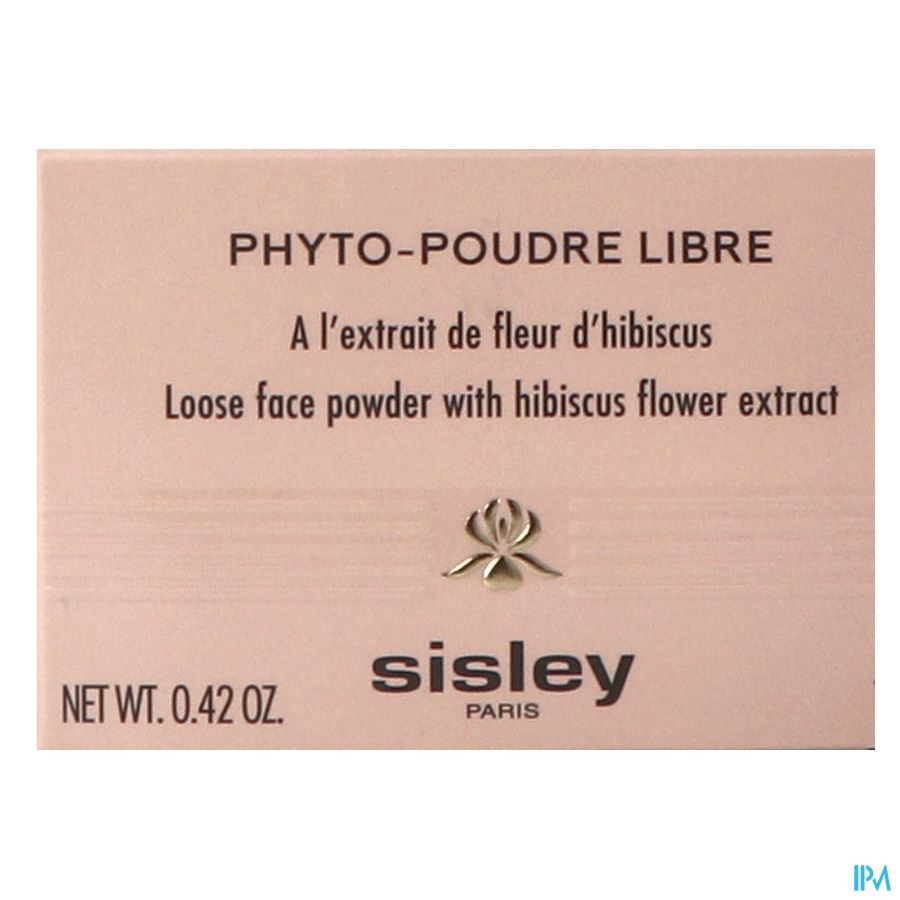 PHYTO-POUDRE LIBRE
A l'extrait de fleur d'hibiscus
Loose face powder with hibiscus flower extract
sisley
PARIS
NET WT. 0.42 OZ.
IPM